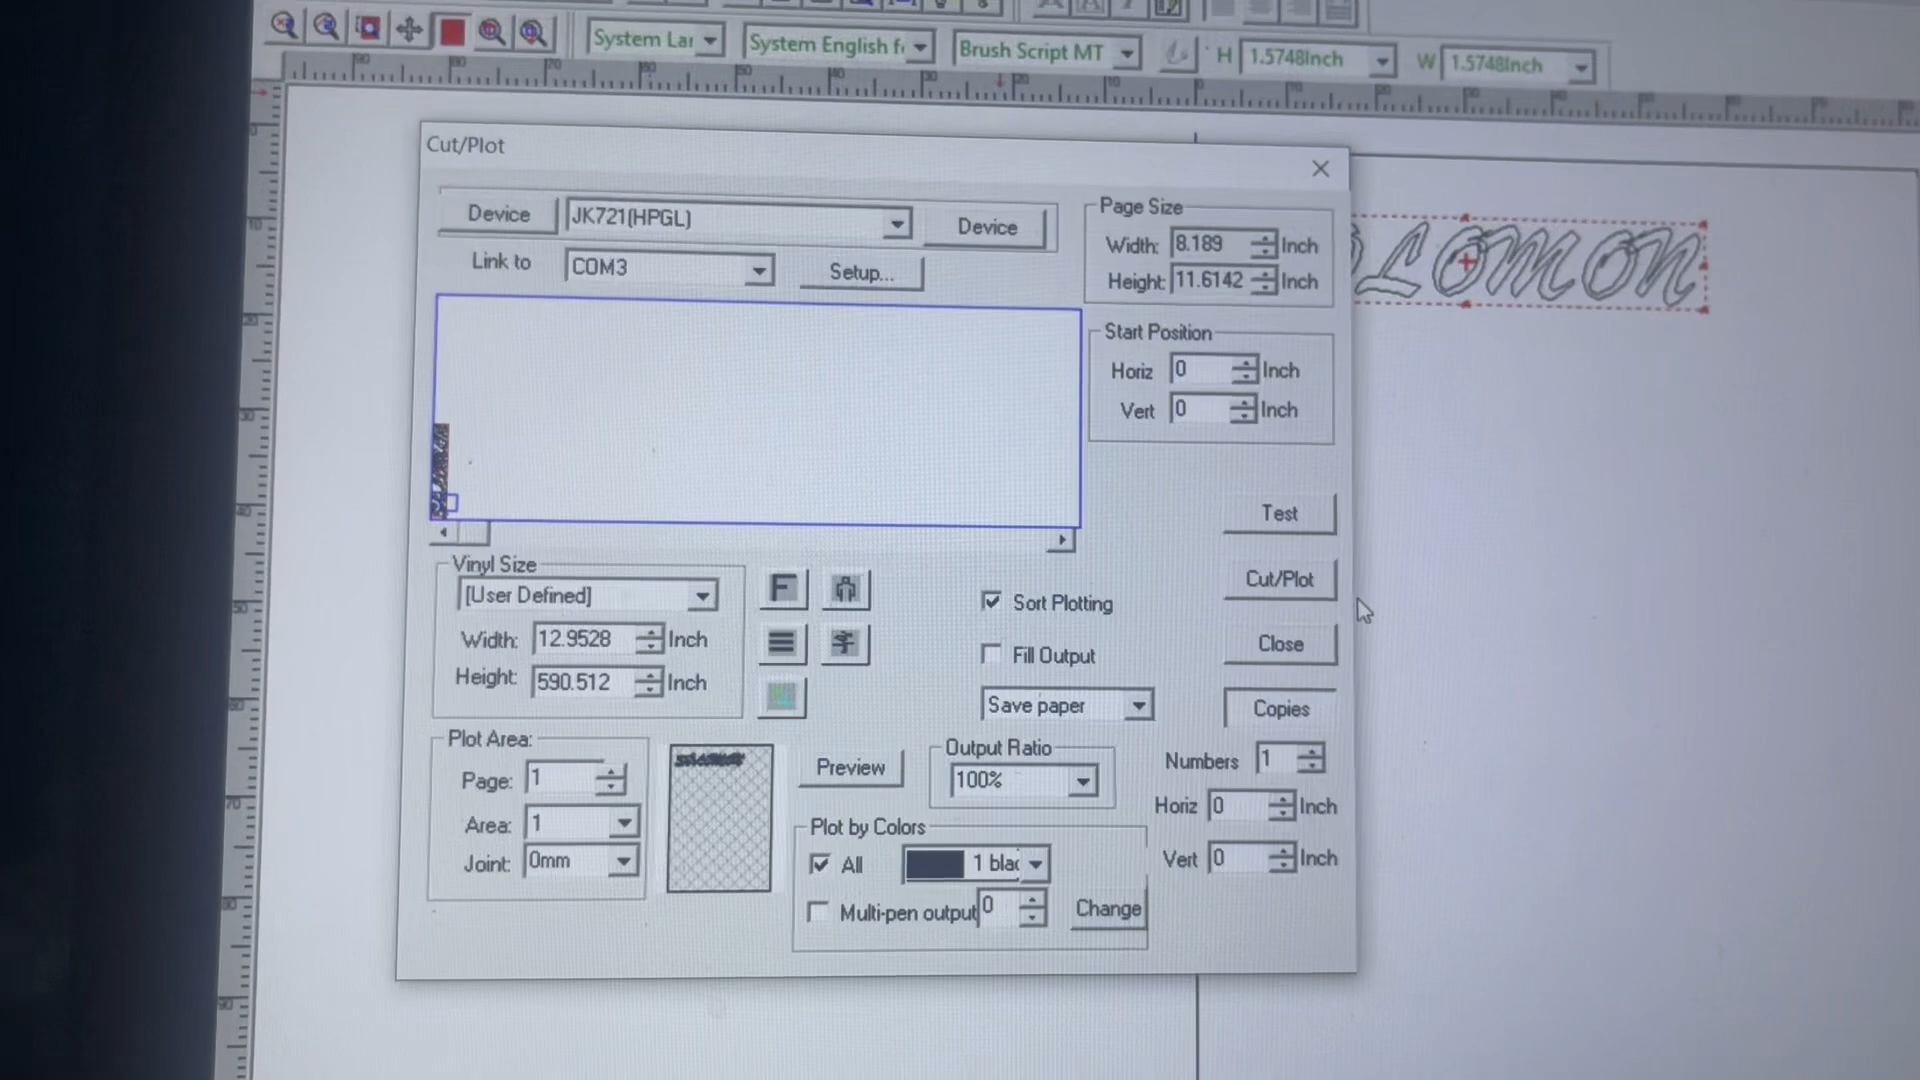 System Lar
System English f
Brush Script MT
H 1.5748Inch
W 1.5748Inch
Cut/Plot
Device JK721(HPGL) Device
Link to COM3 Setup...
Page Size
Width: 8.189 Inch
Height: 11.6142 Inch
Start Position
Horiz 0 Inch
Vert 0 Inch
LOMON
Vinyl Size
[User Defined]
Width: 12.9528 Inch
Height: 590.512 Inch
F
Sort Plotting
Fill Output
Save paper
Test
Cut/Plot
Close
Copies
Numbers 1
Horiz 0 Inch
Vert 0 Inch
Plot Area:
Page: 1
Area: 1
Joint: 0mm
Preview
Output Ratio
100%
Plot by Colors
All 1 blac
Multi-pen output 0 Change